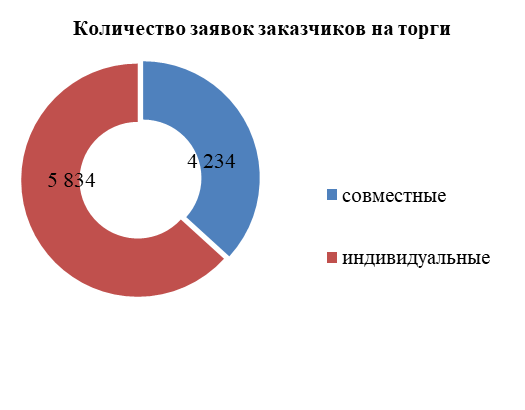 Количество заявок заказчиков на торги
4 234
5 834
совместные
индивидуальные